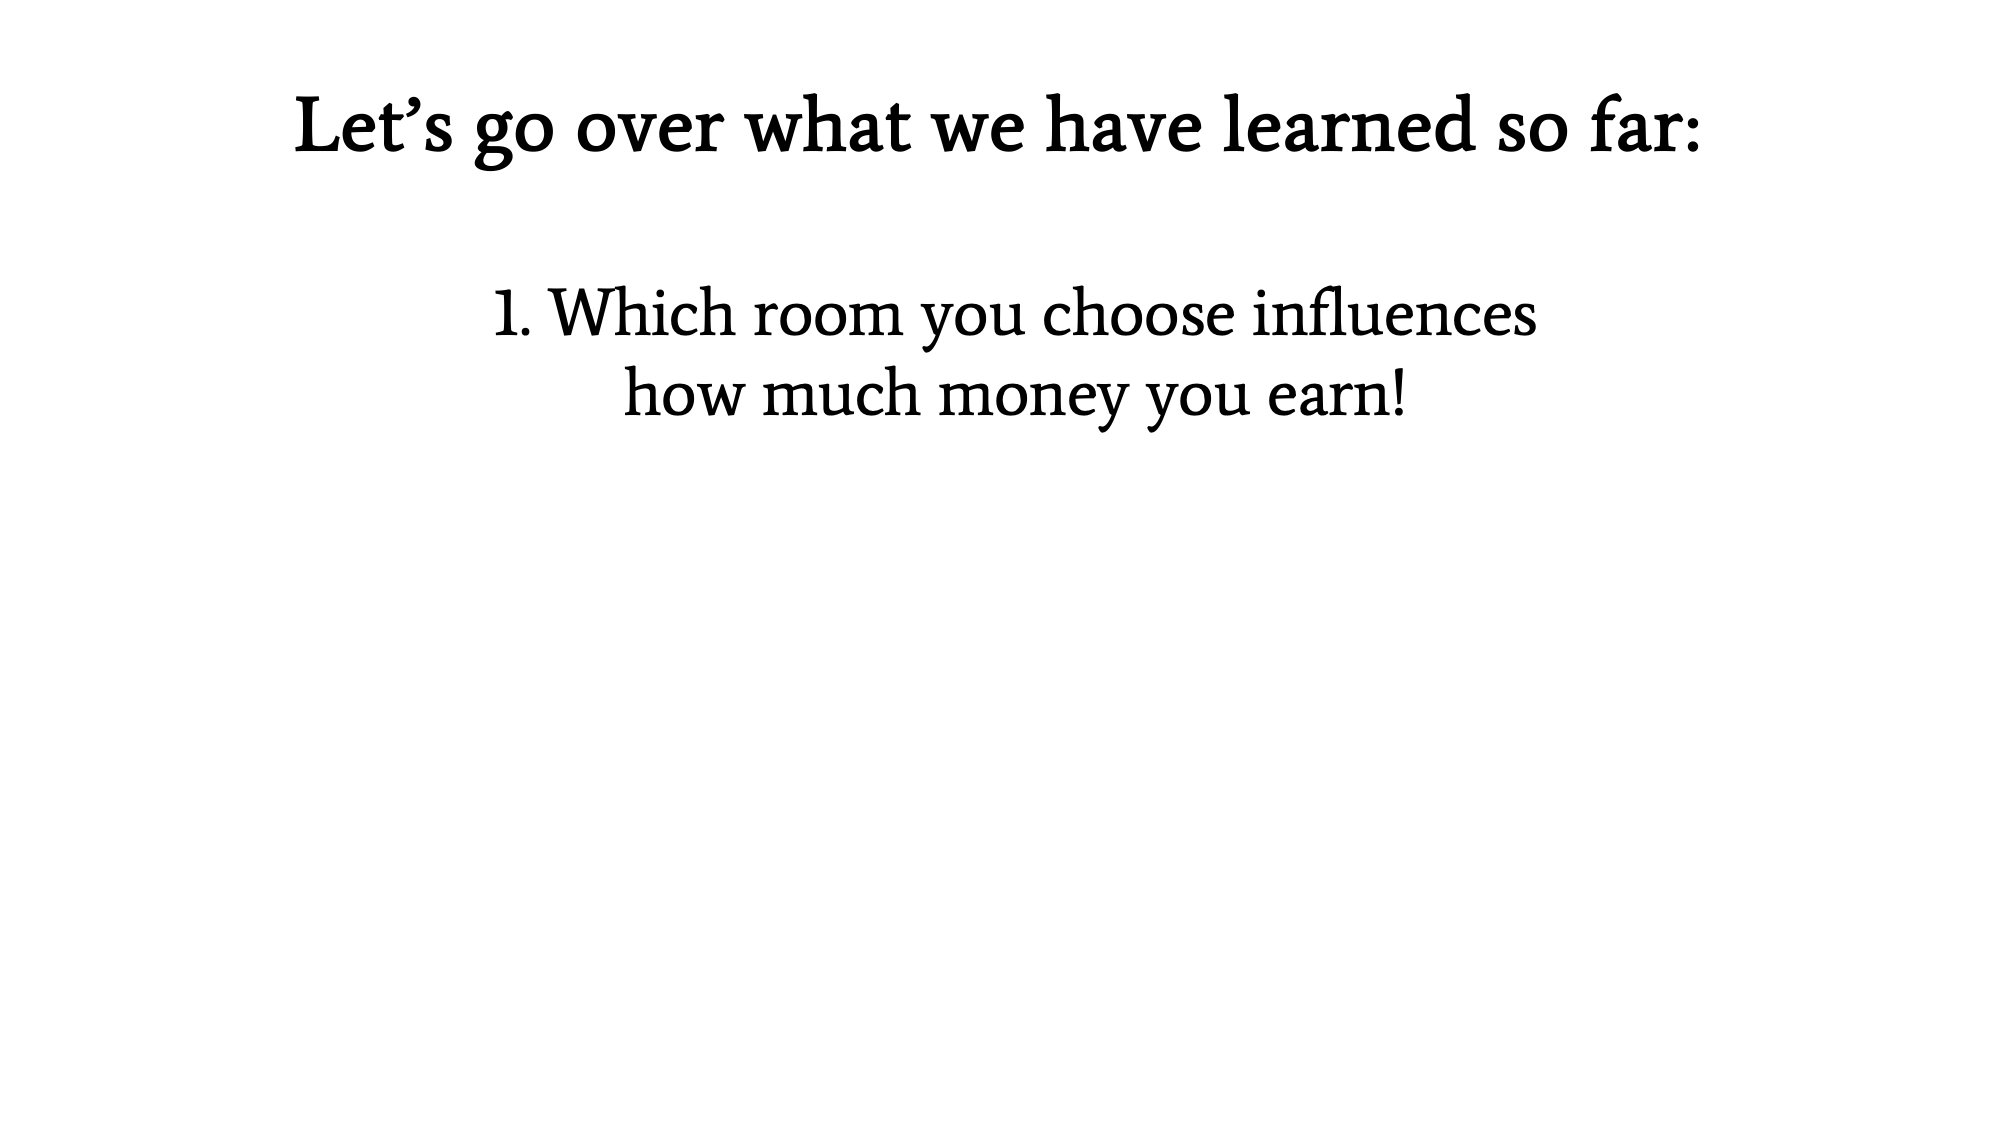 Let’s go over what we have learned so far:
1. Which room you choose influences
how much money you earn!